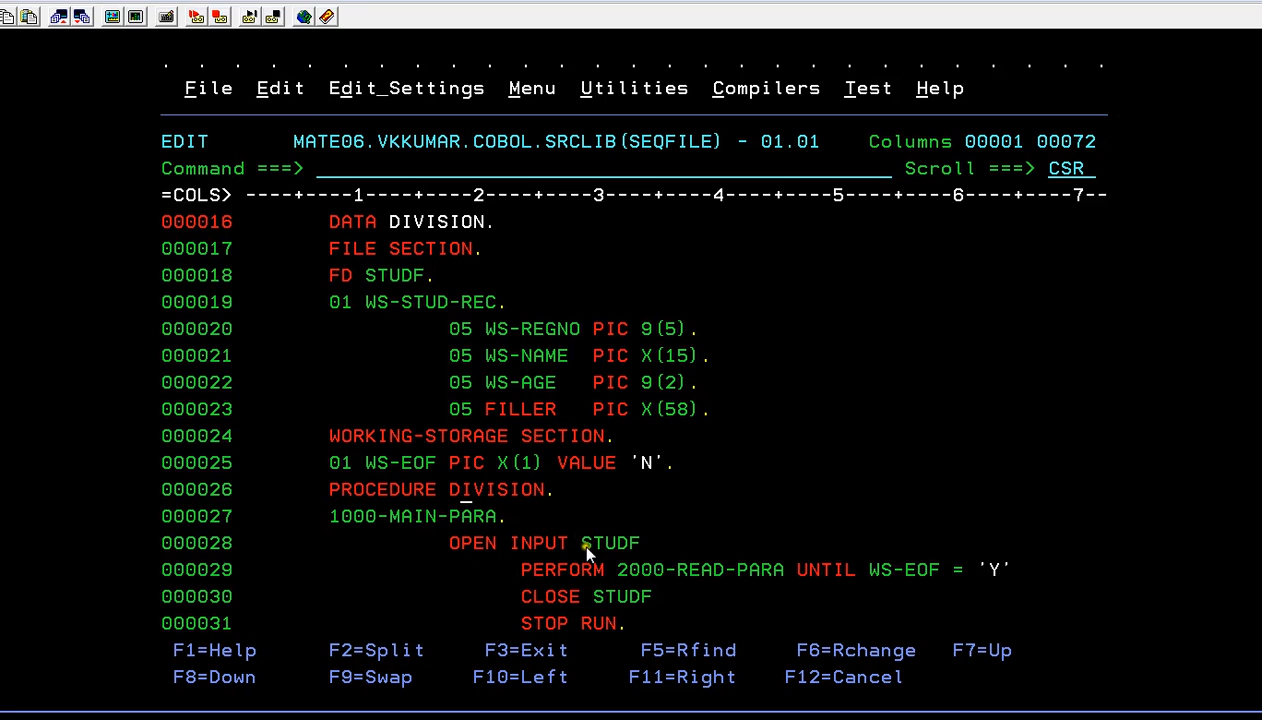 File  Edit  Edit_Settings  Menu  Utilities  Compilers  Test  Help
EDIT       MATE06.VKKUMAR.COBOL.SRCLIB(SEQFILE) - 01.01    Columns 00001 00072
Command ===>                                                  Scroll ===> CSR
=COLS> ----+----1----+----2----+----3----+----4----+----5----+----6----+----7--
000016        DATA DIVISION.
000017        FILE SECTION.
000018        FD STUDF.
000019        01 WS-STUD-REC.
000020                  05 WS-REGNO PIC 9(5).
000021                  05 WS-NAME  PIC X(15).
000022                  05 WS-AGE   PIC 9(2).
000023                  05 FILLER   PIC X(58).
000024        WORKING-STORAGE SECTION.
000025        01 WS-EOF PIC X(1) VALUE 'N'.
000026        PROCEDURE DIVISION.
000027        1000-MAIN-PARA.
000028                  OPEN INPUT STUDF
000029                        PERFORM 2000-READ-PARA UNTIL WS-EOF = 'Y'
000030                        CLOSE STUDF
000031                        STOP RUN.
F1=Help      F2=Split     F3=Exit      F5=Rfind     F6=Rchange   F7=Up
F8=Down      F9=Swap     F10=Left     F11=Right    F12=Cancel